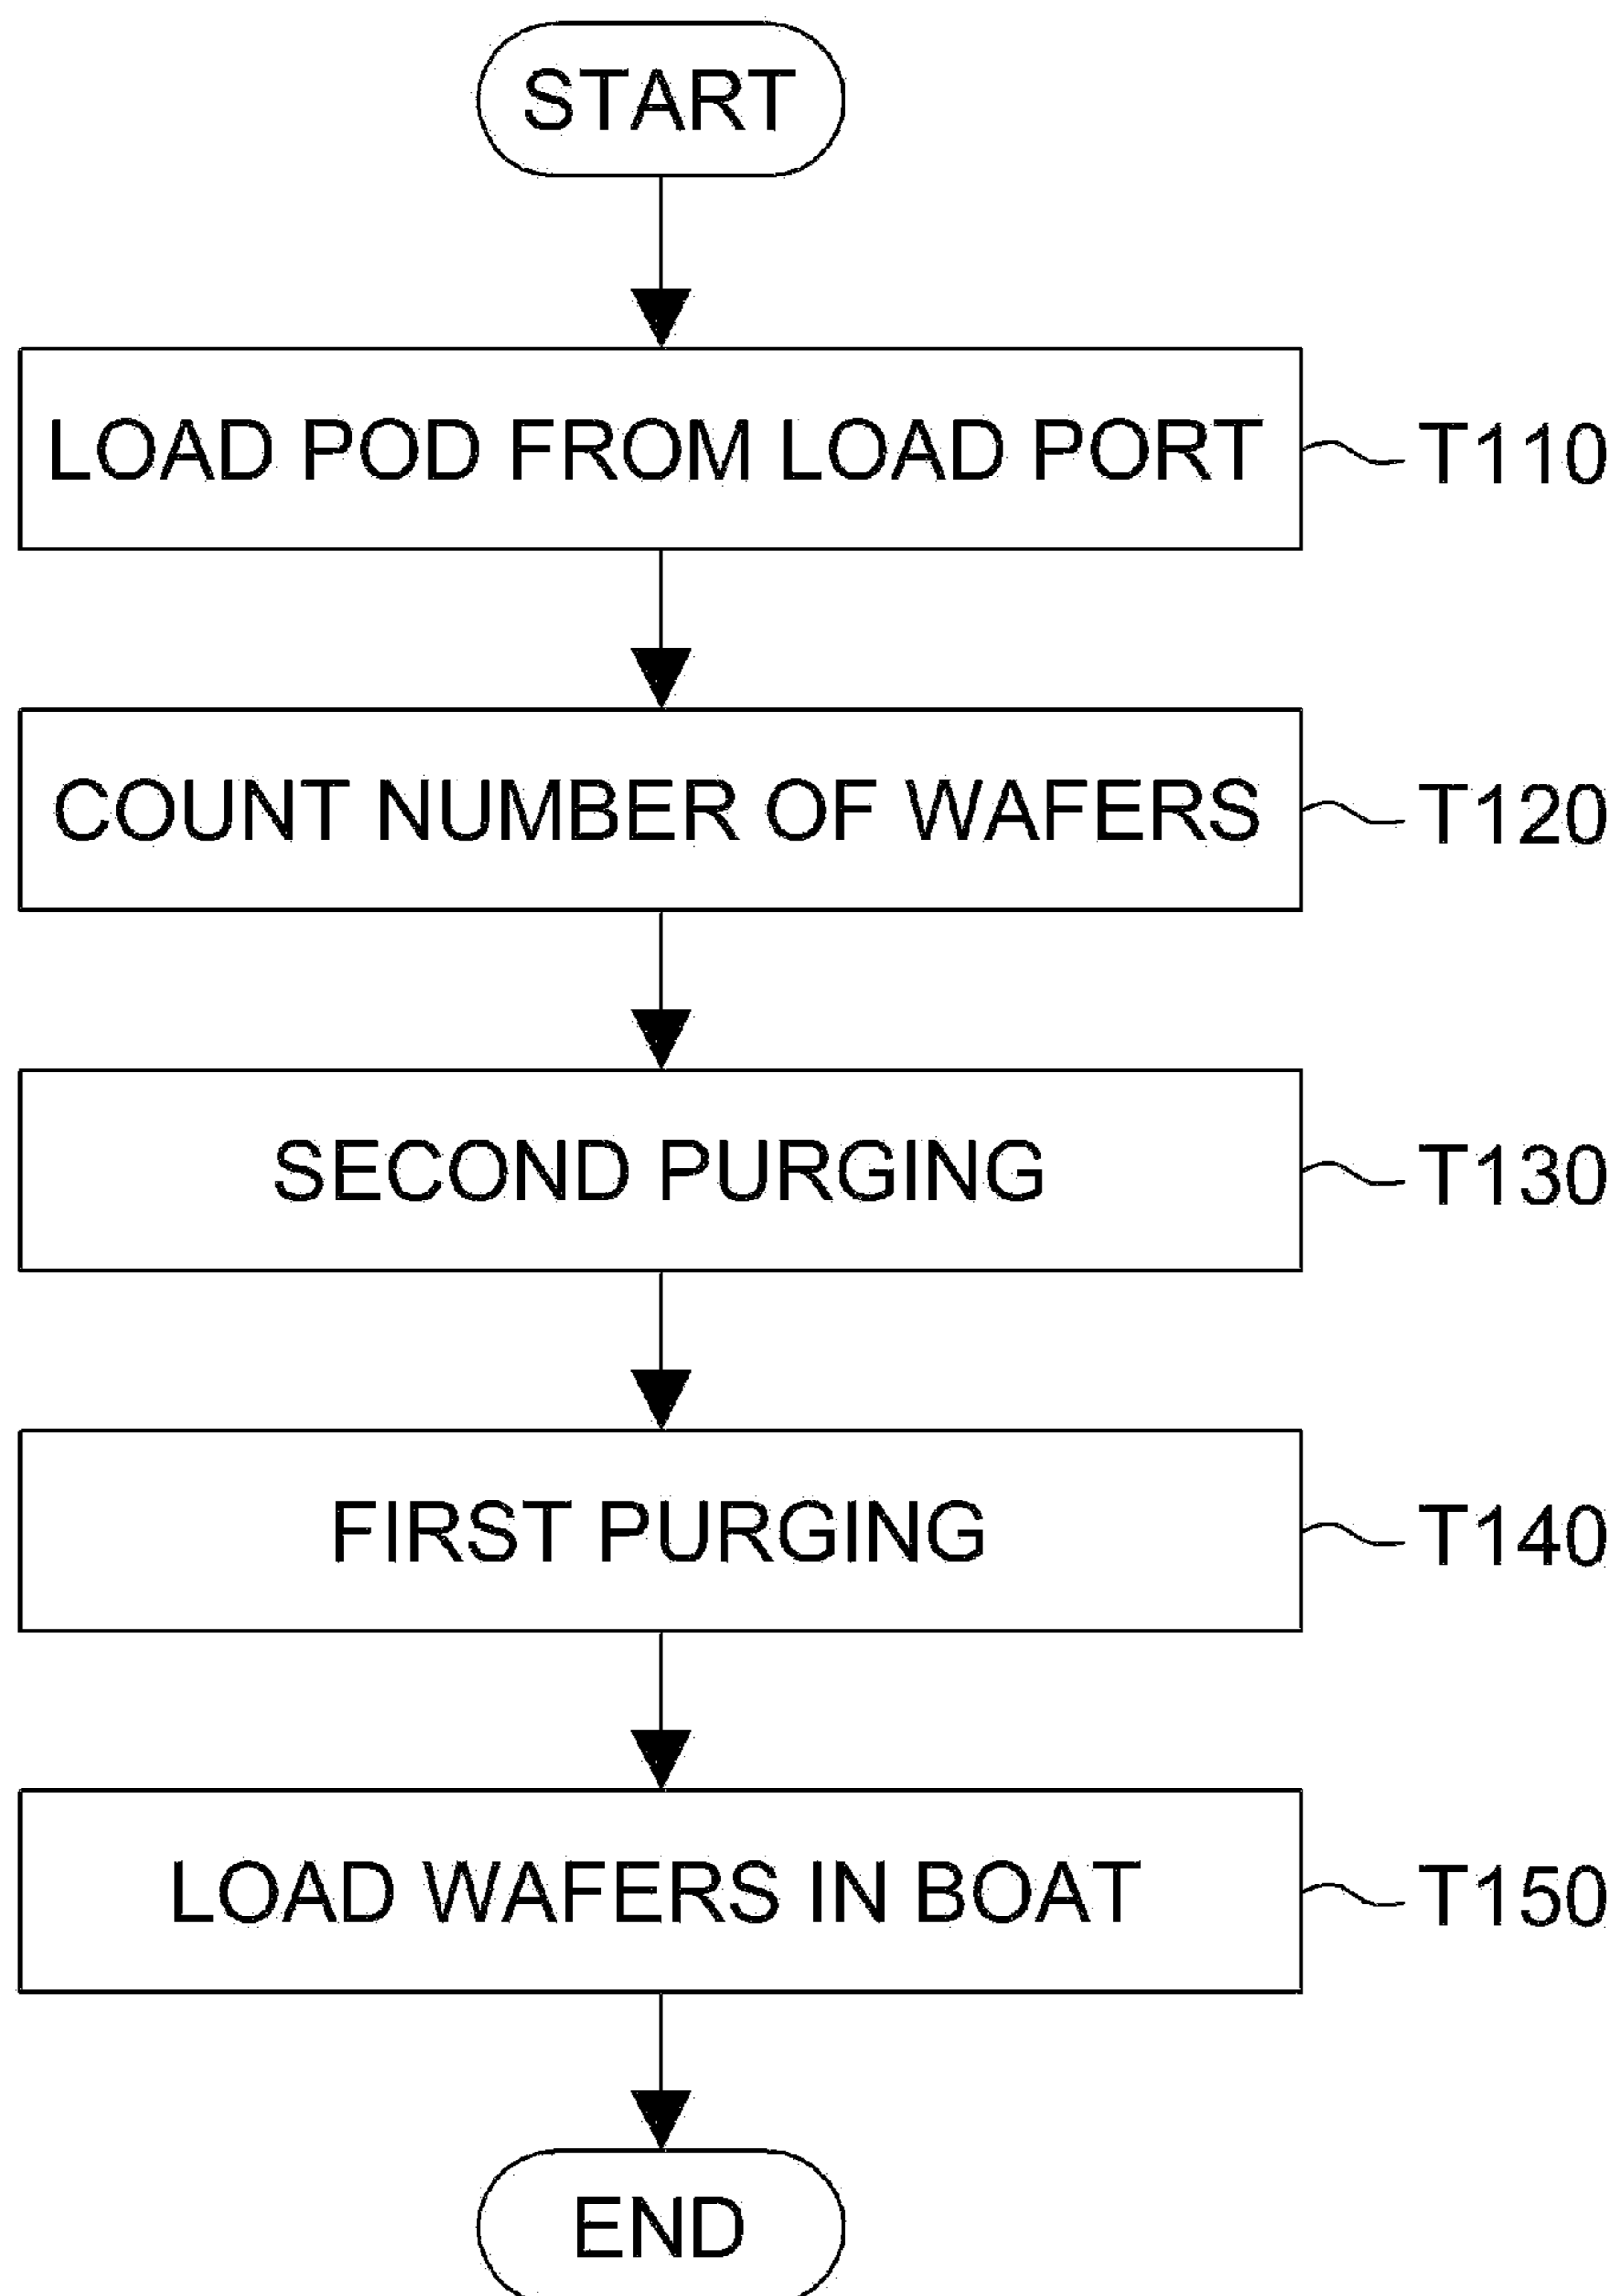 START
LOAD POD FROM LOAD PORT
T110
COUNT NUMBER OF WAFERS
T120
SECOND PURGING
T130
FIRST PURGING
T140
LOAD WAFERS IN BOAT
T150
END